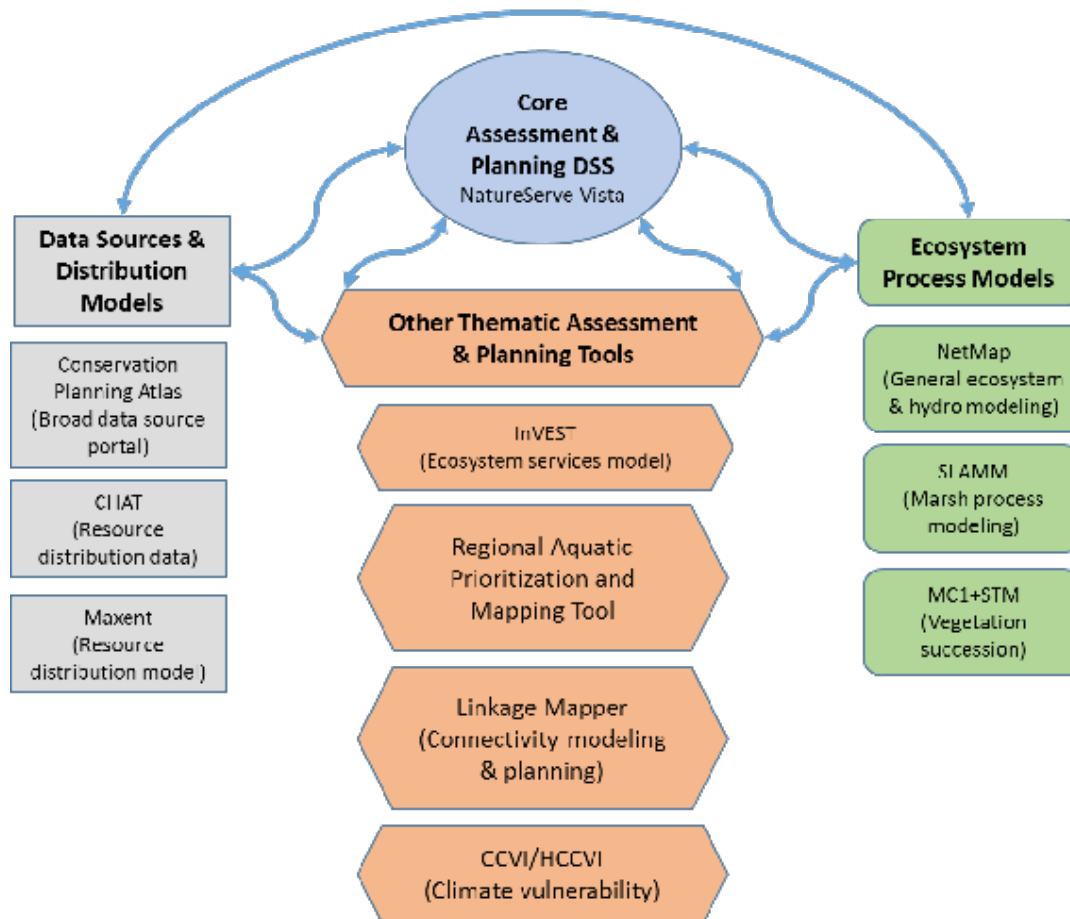 Core
Assessment &
Planning DSS
NatureServe Vista
Data Sources &
Distribution
Models
Conservation
Planning Atlas
(Broad data source
portal)
CHAT
(Resource
distribution data)
Maxent
(Resource
distribution model)
Other Thematic Assessment
& Planning Tools
InVEST
(Ecosystem services model)
Regional Aquatic
Prioritization and
Mapping Tool
Linkage Mapper
(Connectivity modeling
& planning)
CCVI/HCCVI
(Climate vulnerability)
Ecosystem
Process Models
NetMap
(General ecosystem
& hydro modeling)
SLAMM
(Marsh process
modeling)
MC1+STM
(Vegetation
succession)